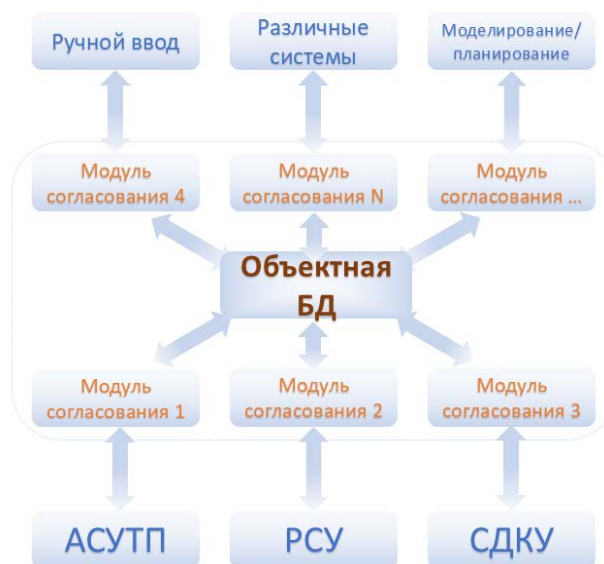 Ручной ввод
Различные
системы
Моделирование/
планирование
Модуль
согласования 4
Модуль
согласования N
Модуль
согласования ...
Объектная
БД
Модуль
согласования 1
Модуль
согласования 2
Модуль
согласования 3
АСУТП
РСУ
СДКУ